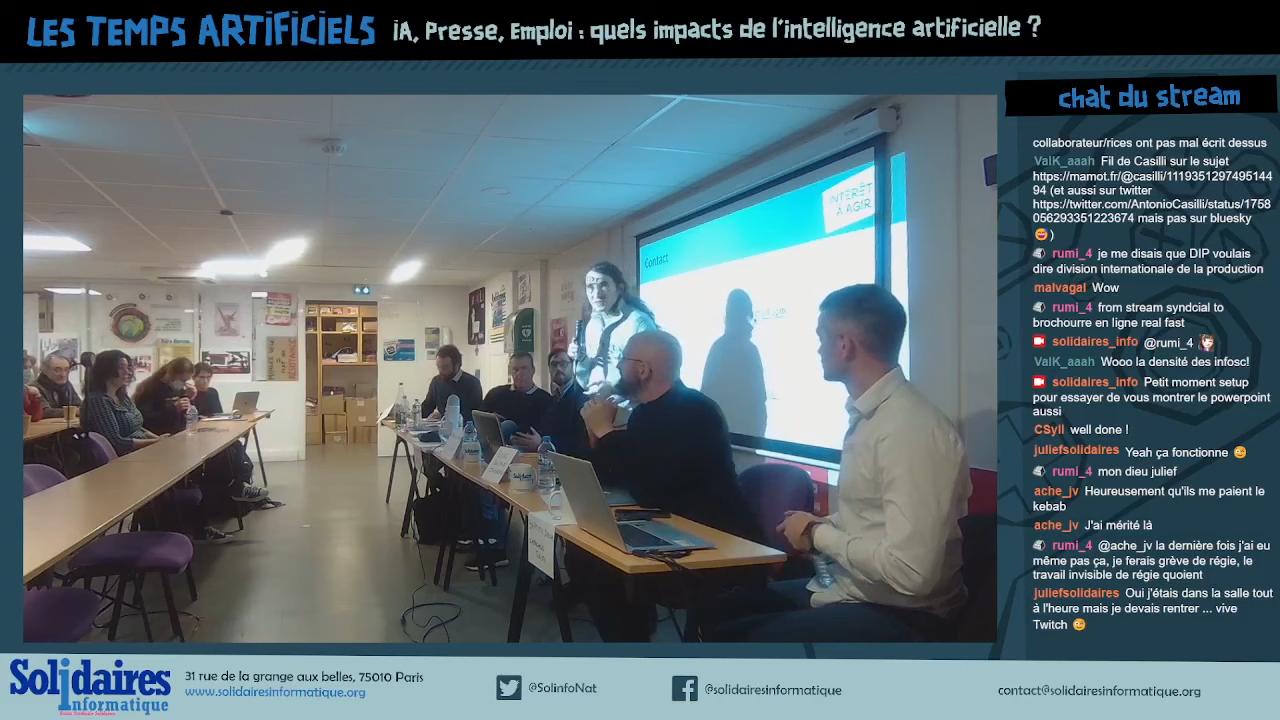 LES TEMPS ARTIFICIELS
IA, Presse, Emploi : quels impacts de l'intelligence artificielle ?
chat du stream
collaborateur/rices ont pas mal écrit dessus
ValK_aaah Fil de Casilli sur le sujet
https://mamot.fr/@casilli/11193512974951​44
94 (et aussi sur twitter
https://twitter.com/AntonioCasilli/status/1758
056293351223674 mais pas sur bluesky
😅 )
rumi_4 je me disais que DIP voulais
dire division internationale de la production
malvagal Wow
rumi_4 from stream syndcial to
brochourre en ligne real fast
solidaires_info @rumi_4
ValK_aaah Wooo la densité des infosc!
solidaires_info Petit moment setup
pour essayer de vous montrer le powerpoint
aussi
CSyll well done !
juliefsolidaires Yeah ça fonctionne 😉
rumi_4 mon dieu julief
ache_jv Heureusement qu'ils me paient le
kebab
ache_jv J'ai mérité là
rumi_4 @ache_jv la dernière fois j'ai eu
même pas ça, je ferais grève de régie, le
travail invisible de régie quoient
juliefsolidaires Oui j'étais dans la salle tout
à l'heure mais je devais rentrer ... vive
Twitch 😉
INTÉRÊT
À AGIR
Contact
Solidaires
Informatique
31 rue de la grange aux belles, 75010 Paris
www.solidairesinformatique.org
@SolinfoNat
@solidairesinformatique
contact@solidairesinformatique.org